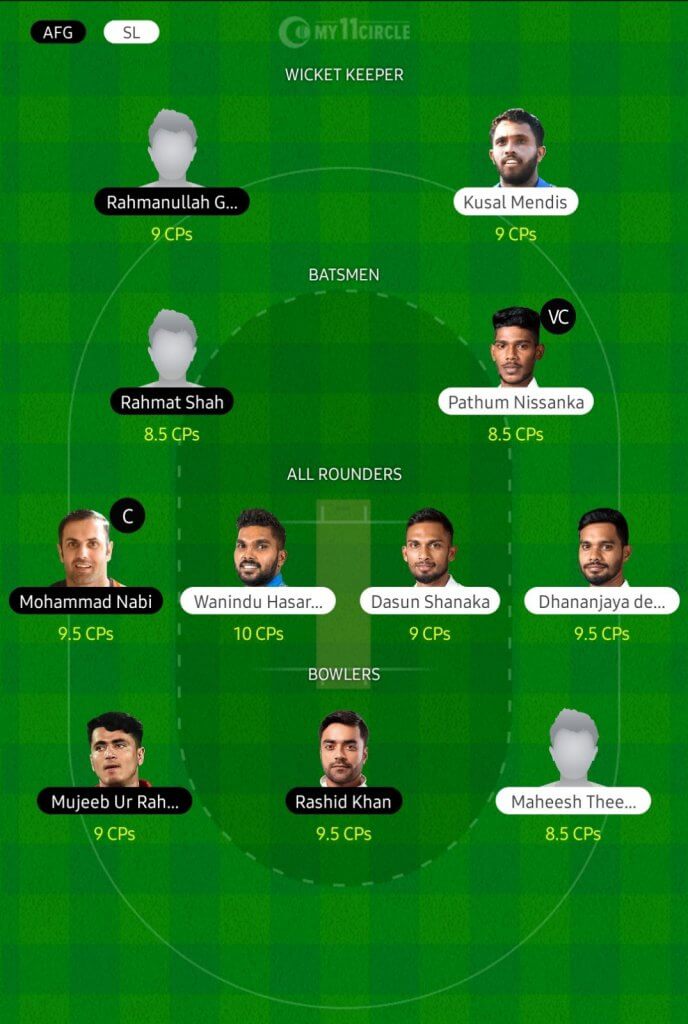 AFG SL MY11CIRCLE
WICKET KEEPER
Rahmanullah G... Kusal Mendis
9 CPs 9 CPs
BATSMEN
VC
Rahmat Shah Pathum Nissanka
8.5 CPs 8.5 CPs
ALL ROUNDERS
C
Mohammad Nabi Wanindu Hasar... Dasun Shanaka Dhananjaya de...
9.5 CPs 10 CPs 9 CPs 9.5 CPs
BOWLERS
Mujeeb Ur Rah... Rashid Khan Maheesh Thee...
9 CPs 9.5 CPs 8.5 CPs